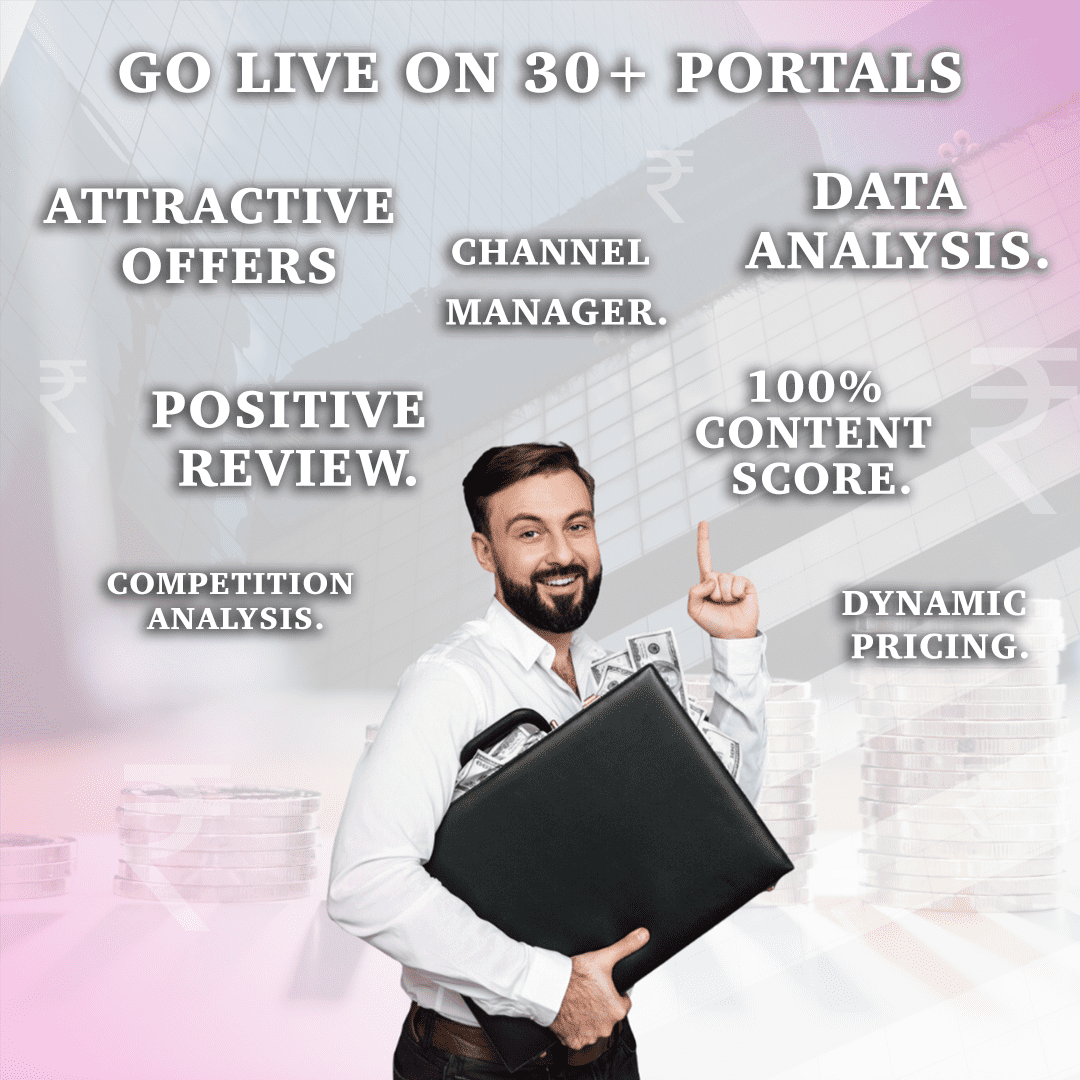 GO LIVE ON 30+ PORTALS
ATTRACTIVE
OFFERS
CHANNEL
MANAGER.
DATA
ANALYSIS.
POSITIVE
REVIEW.
100%
CONTENT
SCORE.
COMPETITION
ANALYSIS.
DYNAMIC
PRICING.